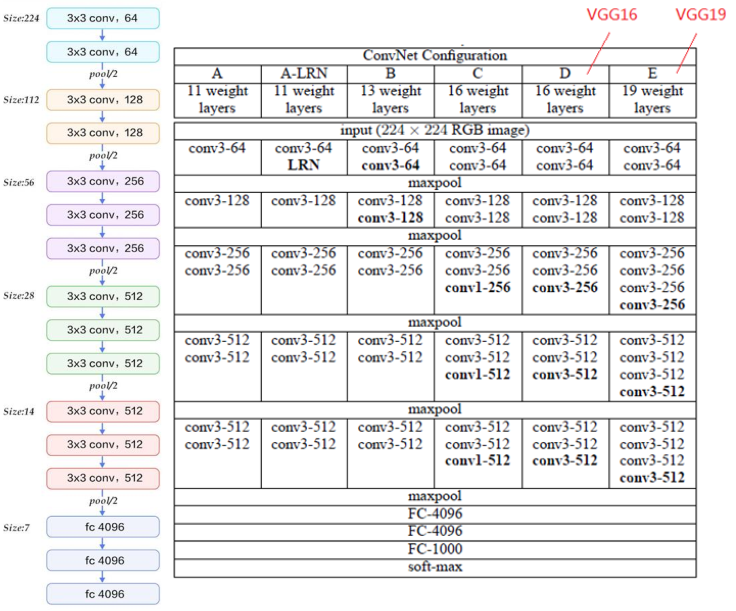 Size:224
3x3 conv, 64
3x3 conv, 64
pool/2
Size:112
3x3 conv, 128
3x3 conv, 128
pool/2
Size:56
3x3 conv, 256
3x3 conv, 256
3x3 conv, 256
pool/2
Size:28
3x3 conv, 512
3x3 conv, 512
3x3 conv, 512
pool/2
Size:14
3x3 conv, 512
3x3 conv, 512
3x3 conv, 512
pool/2
Size:7
fc 4096
fc 4096
fc 4096
VGG16 VGG19
ConvNet Configuration
A A-LRN B C D E
11 weight 11 weight 13 weight 16 weight 16 weight 19 weight
layers layers layers layers layers layers
input (224 × 224 RGB image)
conv3-64 conv3-64 conv3-64 conv3-64 conv3-64 conv3-64
LRN conv3-64 conv3-64 conv3-64 conv3-64
maxpool
conv3-128 conv3-128 conv3-128 conv3-128 conv3-128 conv3-128
conv3-128 conv3-128 conv3-128 conv3-128
maxpool
conv3-256 conv3-256 conv3-256 conv3-256 conv3-256 conv3-256
conv3-256 conv3-256 conv3-256 conv3-256 conv3-256 conv3-256
conv1-256 conv3-256 conv3-256
conv3-256
maxpool
conv3-512 conv3-512 conv3-512 conv3-512 conv3-512 conv3-512
conv3-512 conv3-512 conv3-512 conv3-512 conv3-512 conv3-512
conv1-512 conv3-512 conv3-512
conv3-512
maxpool
conv3-512 conv3-512 conv3-512 conv3-512 conv3-512 conv3-512
conv3-512 conv3-512 conv3-512 conv3-512 conv3-512 conv3-512
conv1-512 conv3-512 conv3-512
conv3-512
maxpool
FC-4096
FC-4096
FC-1000
soft-max